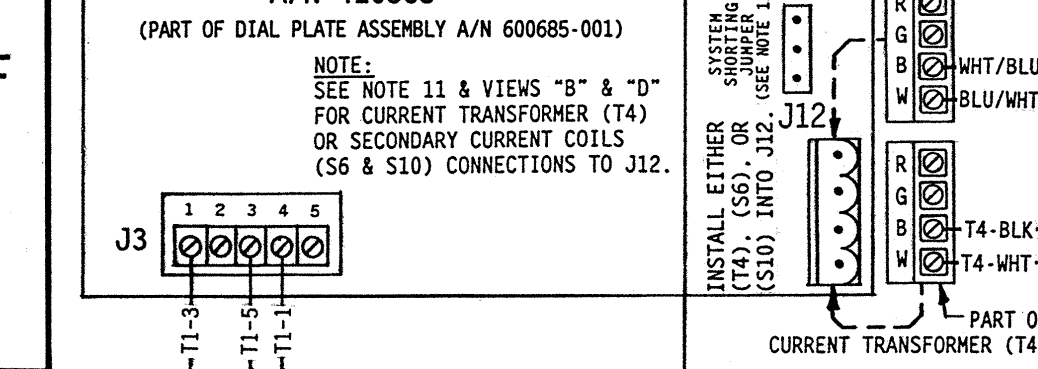 (PART OF DIAL PLATE ASSEMBLY A/N 600685-001)
NOTE:
SEE NOTE 11 & VIEWS "B" & "D"
FOR CURRENT TRANSFORMER (T4)
OR SECONDARY CURRENT COILS
(S6 & S10) CONNECTIONS TO J12.
J3
1 2 3 4 5
T1-3
T1-5
T1-1
SYSTEM
SHORTING
JUMPER
(SEE NOTE 1
J12
INSTALL EITHER
(T4), (S6), OR
(S10) INTO J12.
R
G
B WHT/BLU
W BLU/WHT
R
G
B T4-BLK
W T4-WHT
PART O
CURRENT TRANSFORMER (T4